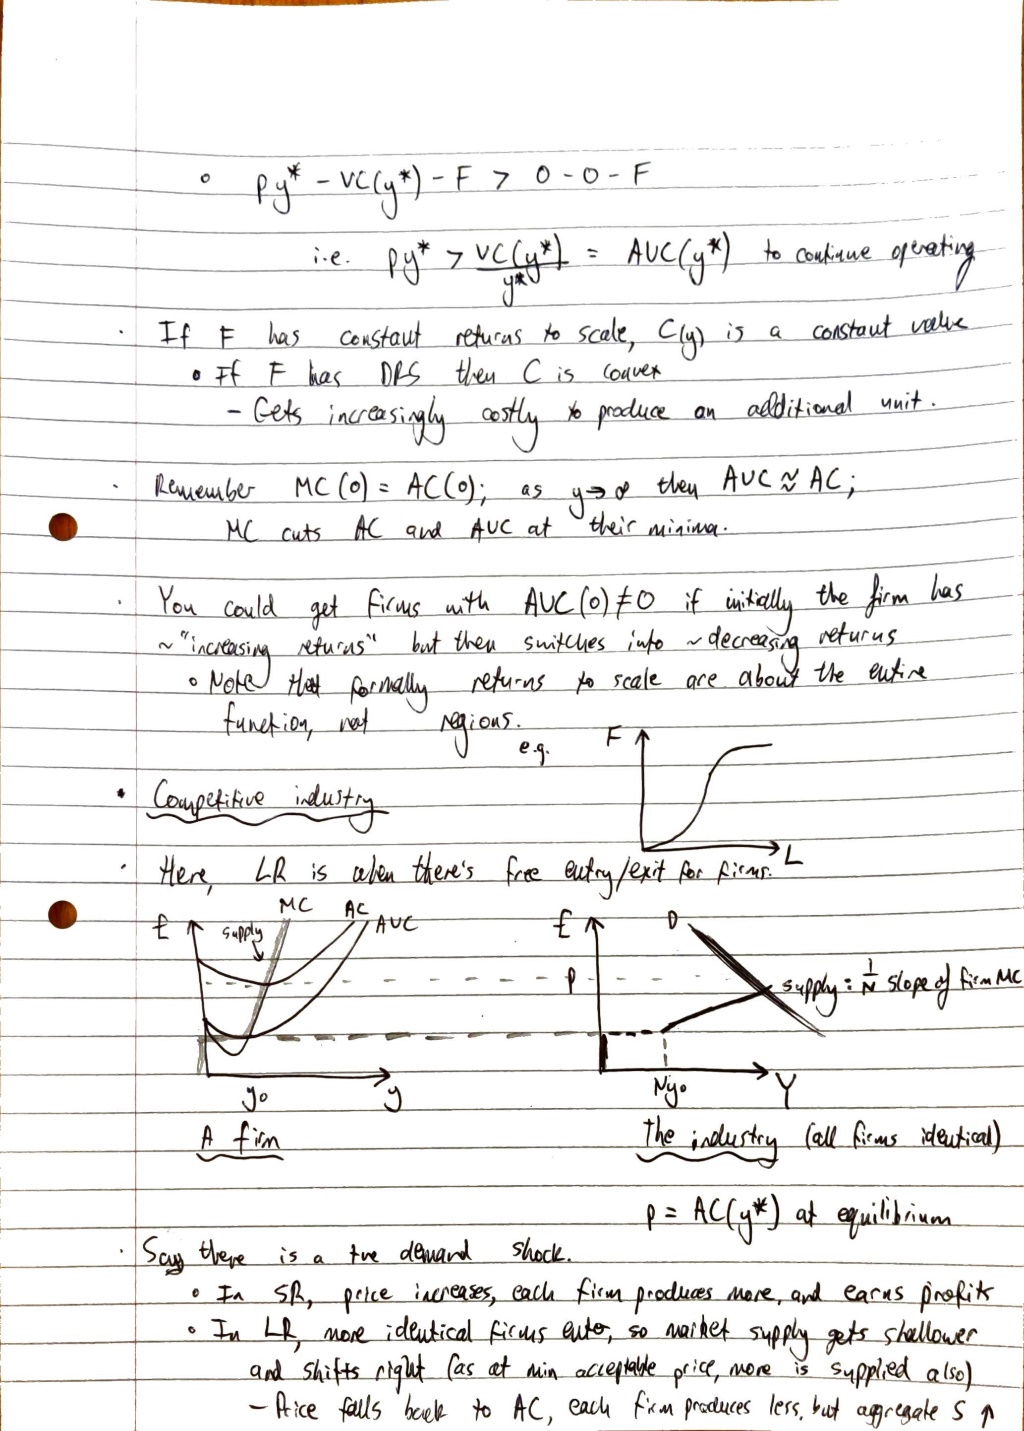 ∘ py* - VC(y*) - F > 0 - 0 - F
i.e. py* > VC(y*)/y* = AVC(y*) to continue operating
· If F has constant returns to scale, C(y) is a constant value
• If F has DRS then C is convex
- Gets increasingly costly to produce an additional unit.
· Remember MC(0) = AC(0); as y→∞ then AVC ≈ AC;
MC cuts AC and AVC at their minima.
· You could get firms with AVC(0)≠0 if initially the firm has
~"increasing returns" but then switches into ~decreasing returns
∘ Note that formally returns to scale are about the entire
function, not regions.
e.g.
F
L
• Competitive industry
· Here, LR is when there's free entry/exit for firms.
£ supply MC AC AVC
y0 y
A firm
£ D
P
supply: 1/N slope of firm MC
Ny0 Y
The industry (all firms identical)
p = AC(y*) at equilibrium
· Say there is a +ve demand shock.
• In SR, price increases, each firm produces more, and earns profits
• In LR, more identical firms enter, so market supply gets shallower
and shifts right (as at min acceptable price, more is supplied also)
- Price falls back to AC, each firm produces less, but aggregate S ↑